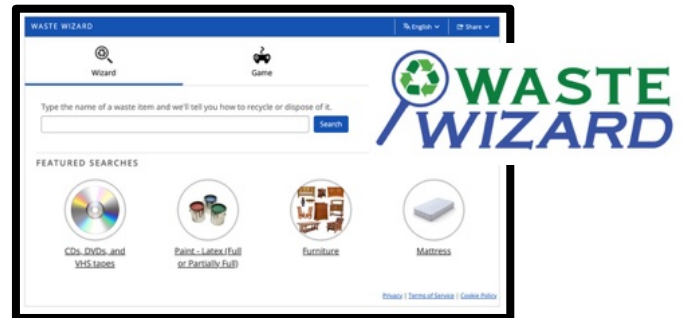 WASTE WIZARD
English
Share
Wizard
Game
WASTE
WIZARD
Type the name of a waste item and we'll tell you how to recycle or dispose of it.
Search
FEATURED SEARCHES
CDs, DVDs, and
VHS tapes
Paint - Latex (Full
or Partially Full)
Furniture
Mattress
Privacy | Terms of Service | Cookie Policy